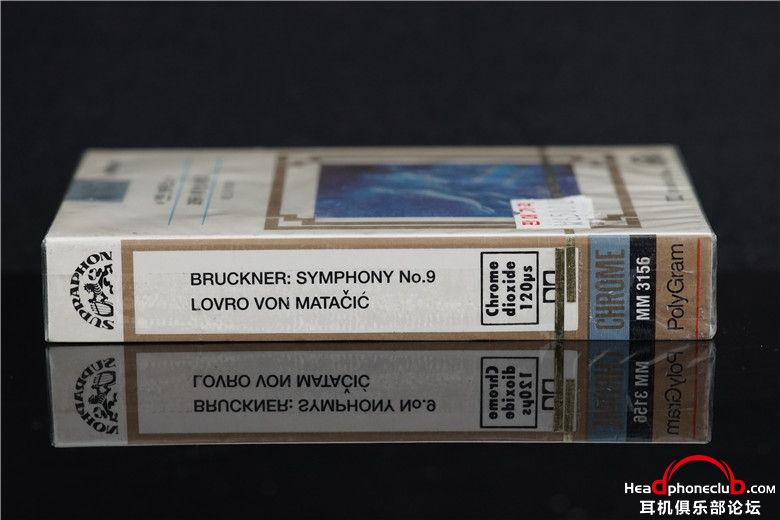 SUPRAPHON
BRUCKNER: SYMPHONY No.9
LOVRO VON MATAČIĆ
Chrome
dioxide
120µs
CHROME
MM 3156
PolyGram
Headphoneclub.com
耳机俱乐部论坛